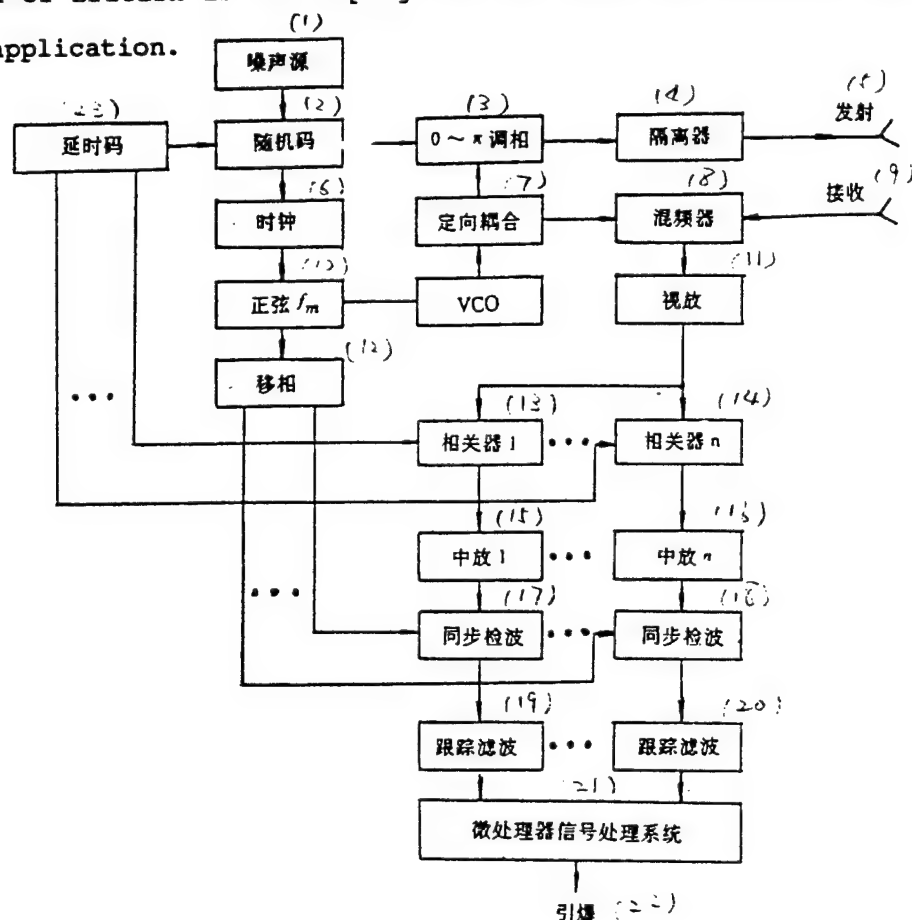 application.
(1)
噪声源
(23)
(2)
(3)
(4)
(5)
延时码
随机码
0～π 调相
隔离器
发射
(6)
(7)
(8)
(9)
时钟
定向耦合
混频器
接收
(11)
正弦 fm
VCO
视放
(12)
移相
...
(13)
(14)
相关器 1
...
相关器 n
(15)
中放 1
...
中放 n
...
(17)
(18)
同步检波
...
同步检波
(19)
(20)
跟踪滤波
...
跟踪滤波
(21)
微处理器信号处理系统
引爆 (22)